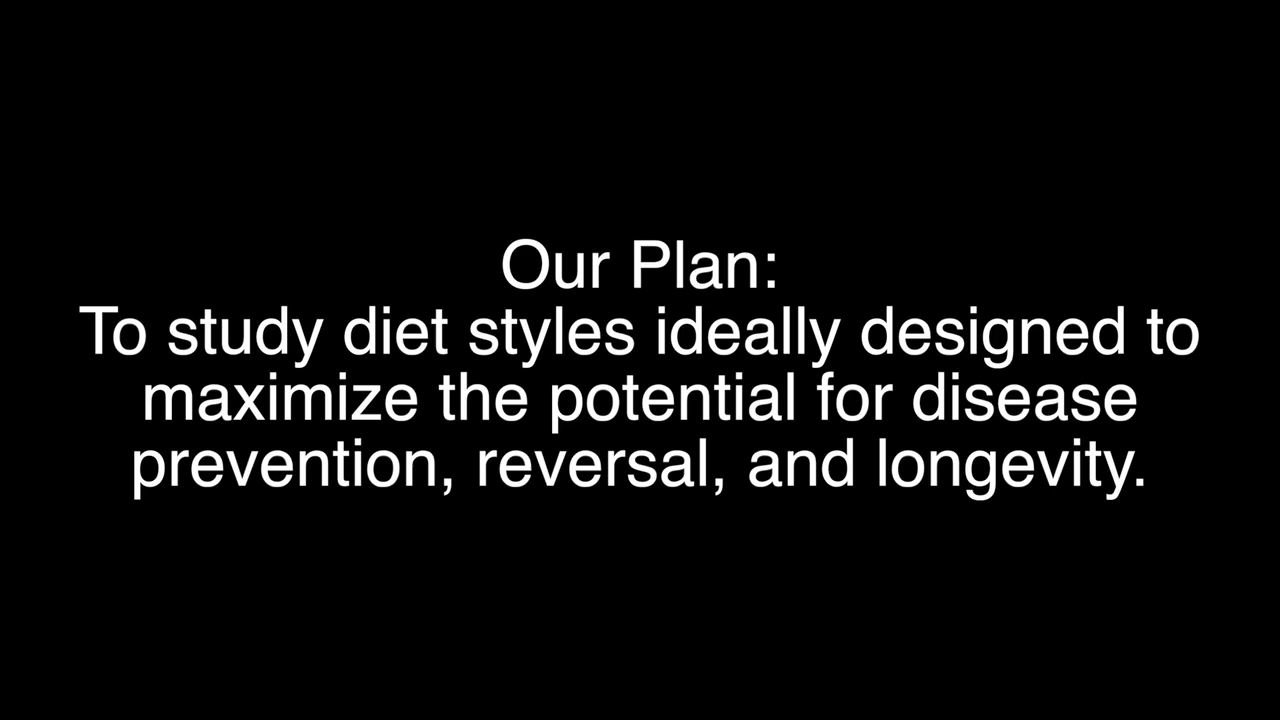 Our Plan:
To study diet styles ideally designed to
maximize the potential for disease
prevention, reversal, and longevity.